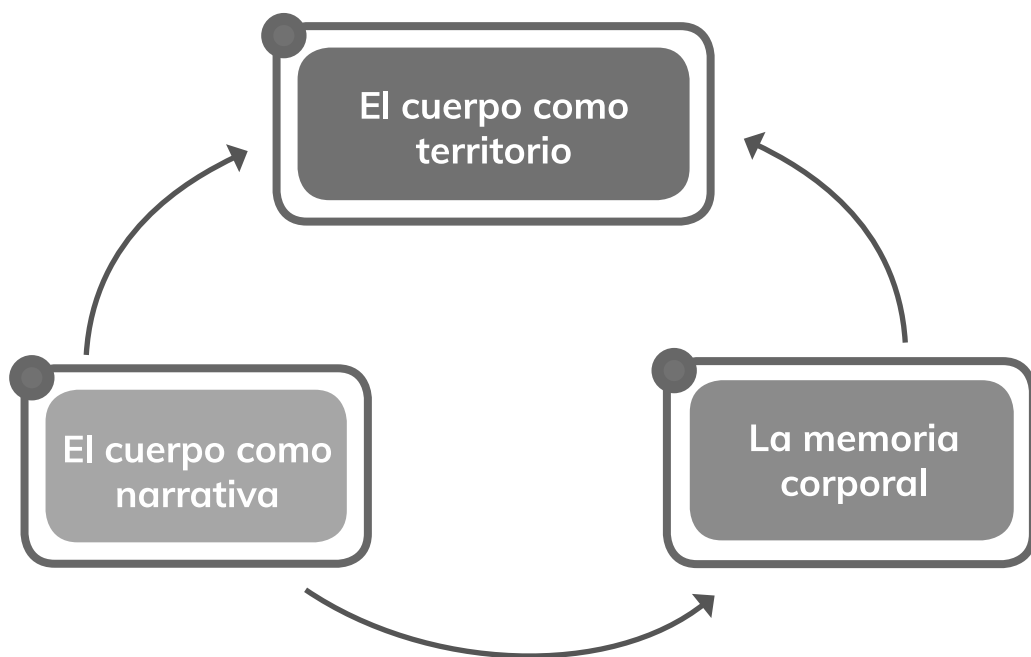 El cuerpo como
territorio
El cuerpo como
narrativa
La memoria
corporal